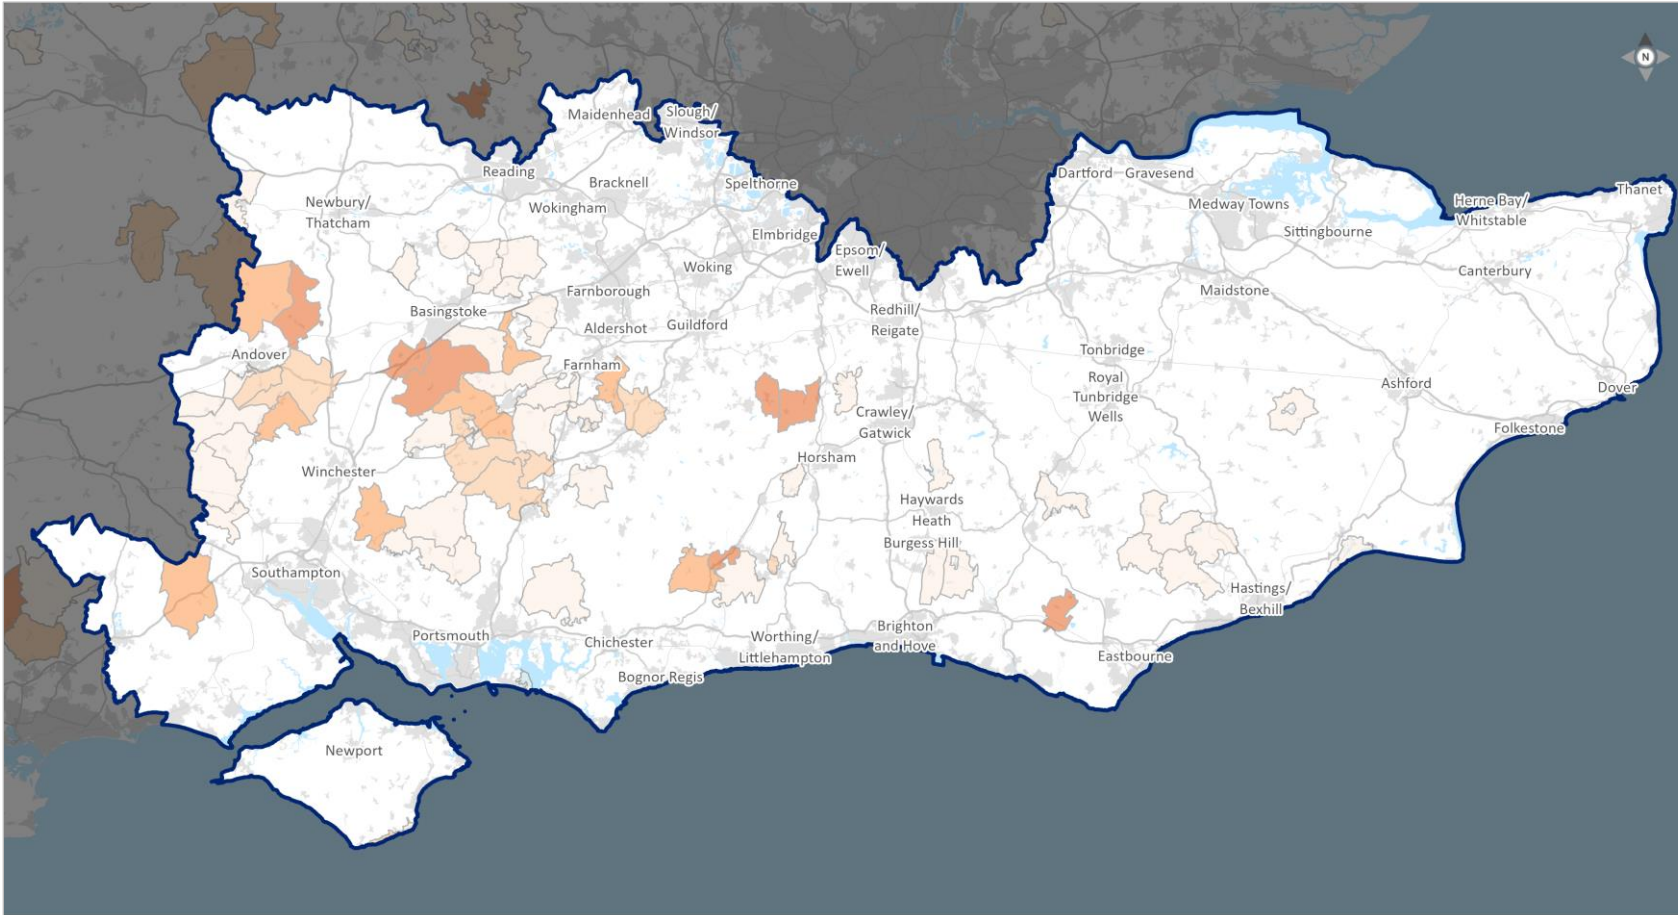 N
Maidenhead
Slough/
Windsor
Reading
Bracknell
Spelthorne
Dartford
Gravesend
Thanet
Newbury/
Thatcham
Wokingham
Medway Towns
Herne Bay/
Whitstable
Elmbridge
Sittingbourne
Epsom/
Ewell
Woking
Canterbury
Farnborough
Maidstone
Basingstoke
Aldershot
Guildford
Redhill/
Reigate
Andover
Farnham
Tonbridge
Royal
Tunbridge
Wells
Ashford
Dover
Crawley/
Gatwick
Folkestone
Winchester
Horsham
Haywards
Heath
Burgess Hill
Southampton
Hastings/
Bexhill
Portsmouth
Chichester
Worthing/
Littlehampton
Brighton
and Hove
Eastbourne
Bognor Regis
Newport